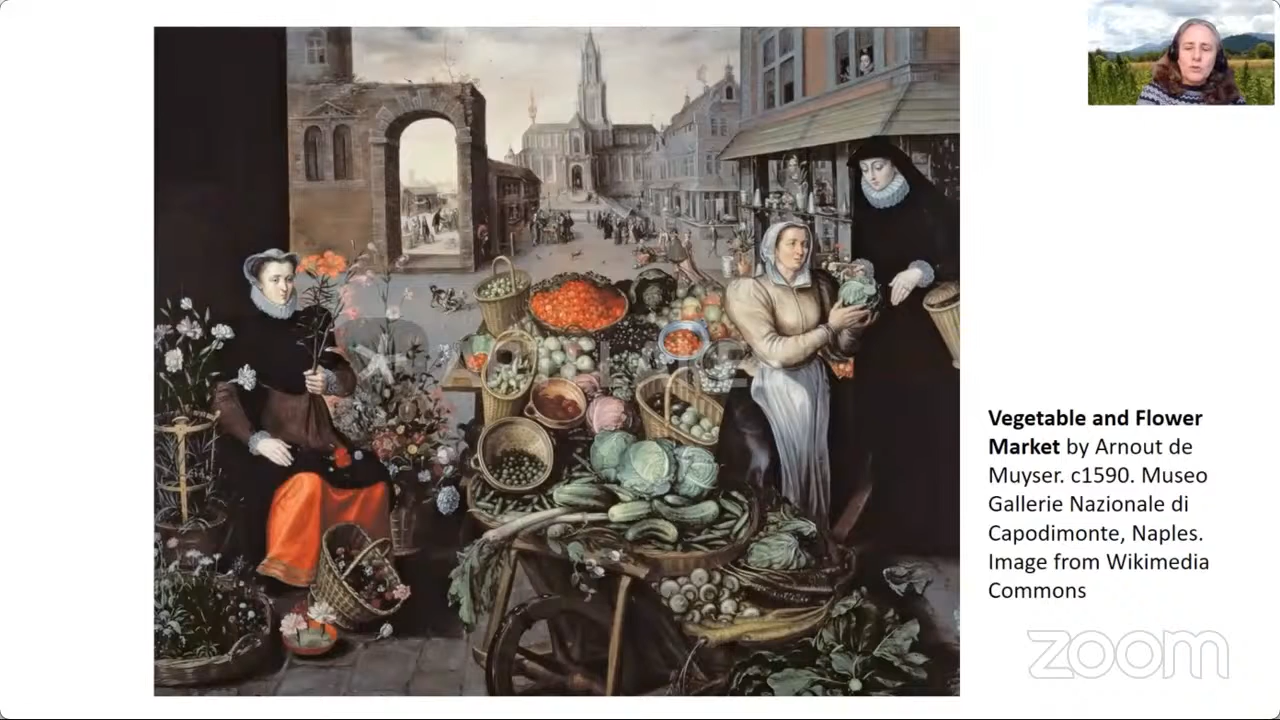 Vegetable and Flower
Market by Arnout de
Muyser. c1590. Museo
Gallerie Nazionale di
Capodimonte, Naples.
Image from Wikimedia
Commons
zoom